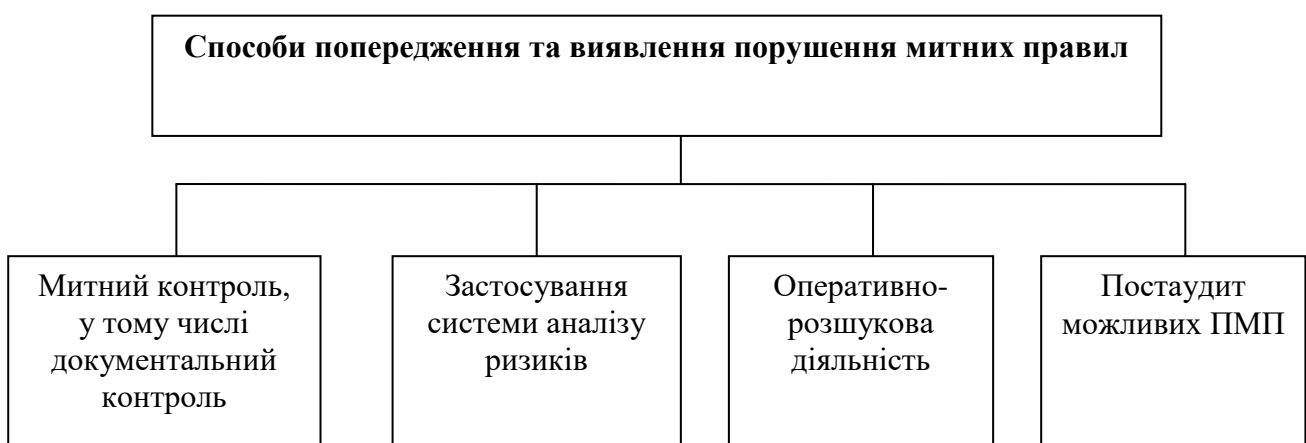 Способи попередження та виявлення порушення митних правил
Митний контроль,
у тому числі
документальний
контроль
Застосування
системи аналізу
ризиків
Оперативно-
розшукова
діяльність
Постаудит
можливих ПМП